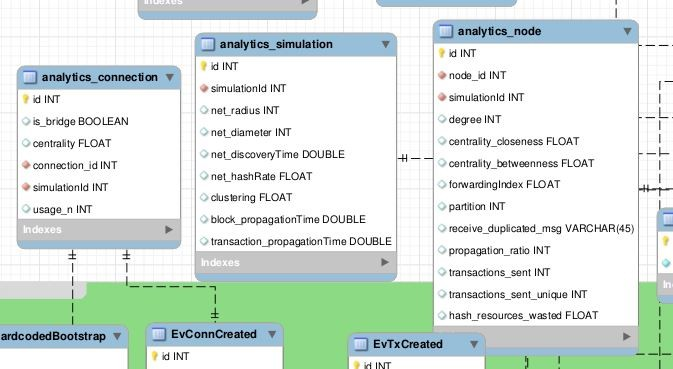 Indexes
analytics_connection
id INT
is_bridge BOOLEAN
centrality FLOAT
connection_id INT
simulationId INT
usage_n INT
Indexes
analytics_simulation
id INT
simulationId INT
net_radius INT
net_diameter INT
net_discoveryTime DOUBLE
net_hashRate FLOAT
clustering FLOAT
block_propagationTime DOUBLE
transaction_propagationTime DOUBLE
Indexes
analytics_node
id INT
node_id INT
simulationId INT
degree INT
centrality_closeness FLOAT
centrality_betweenness FLOAT
forwardingIndex FLOAT
partition INT
receive_duplicated_msg VARCHAR(45)
propagation_ratio INT
transactions_sent INT
transactions_sent_unique INT
hash_resources_wasted FLOAT
ardcodedBootstrap
EvConnCreated
id INT
EvTxCreated
id INT
In